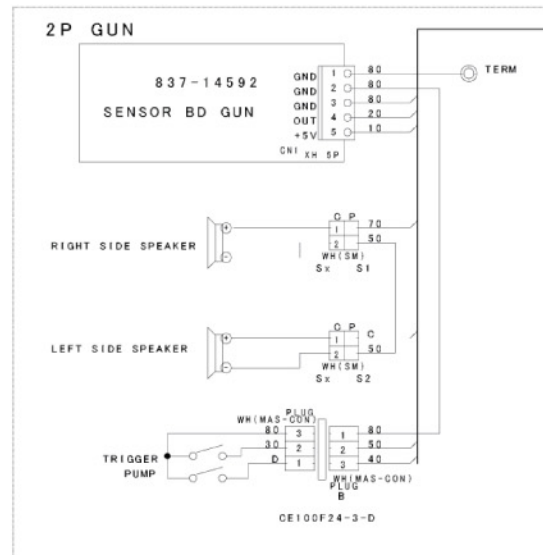 2P GUN
837-14592
SENSOR BD GUN
GND 1 80 TERM
GND 2 80
GND 3 80
OUT 4 20
+5V 5 10
CN1 XH 5P
C P
RIGHT SIDE SPEAKER + 1 70
- 2 50
WH(SM)
Sx S1
C P
LEFT SIDE SPEAKER + 1 C
- 2 50
WH(SM)
Sx S2
PLUG
WH(MAS-CON)
80 3 1 80
30 2 2 50
TRIGGER D 1 3 40
PUMP
WH(MAS-CON)
PLUG
B
CE100F24-3-D